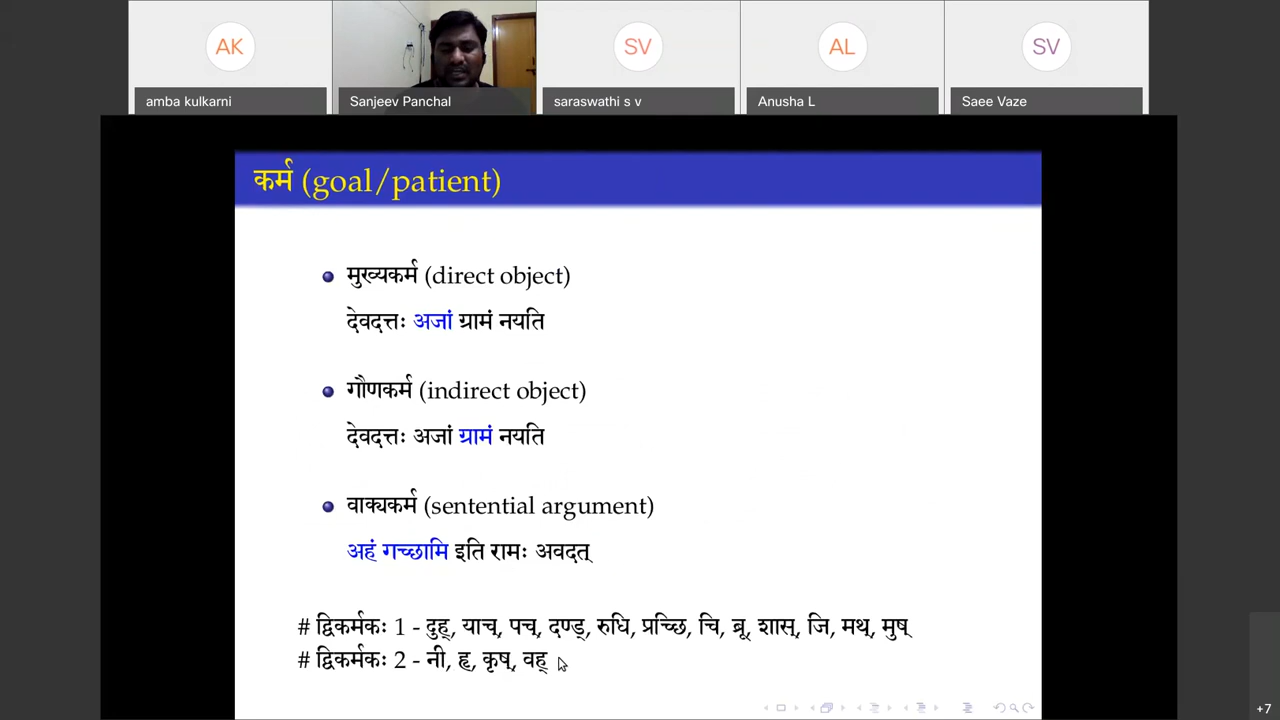 AK
SV
AL
SV
amba kulkarni
Sanjeev Panchal
saraswathi s v
Anusha L
Saee Vaze
कर्म (goal/patient)
मुख्यकर्म (direct object)
देवदत्तः अजां ग्रामं नयति
गौणकर्म (indirect object)
देवदत्तः अजां ग्रामं नयति
वाक्यकर्म (sentential argument)
अहं गच्छामि इति रामः अवदत्
# द्विकर्मकः 1 - दुह्, याच्, पच्, दण्ड्, रुधि, प्रच्छि, चि, ब्रू, शास्, जि, मथ्, मुष्
# द्विकर्मकः 2 - नी, हृ, कृष्, वह्
+7